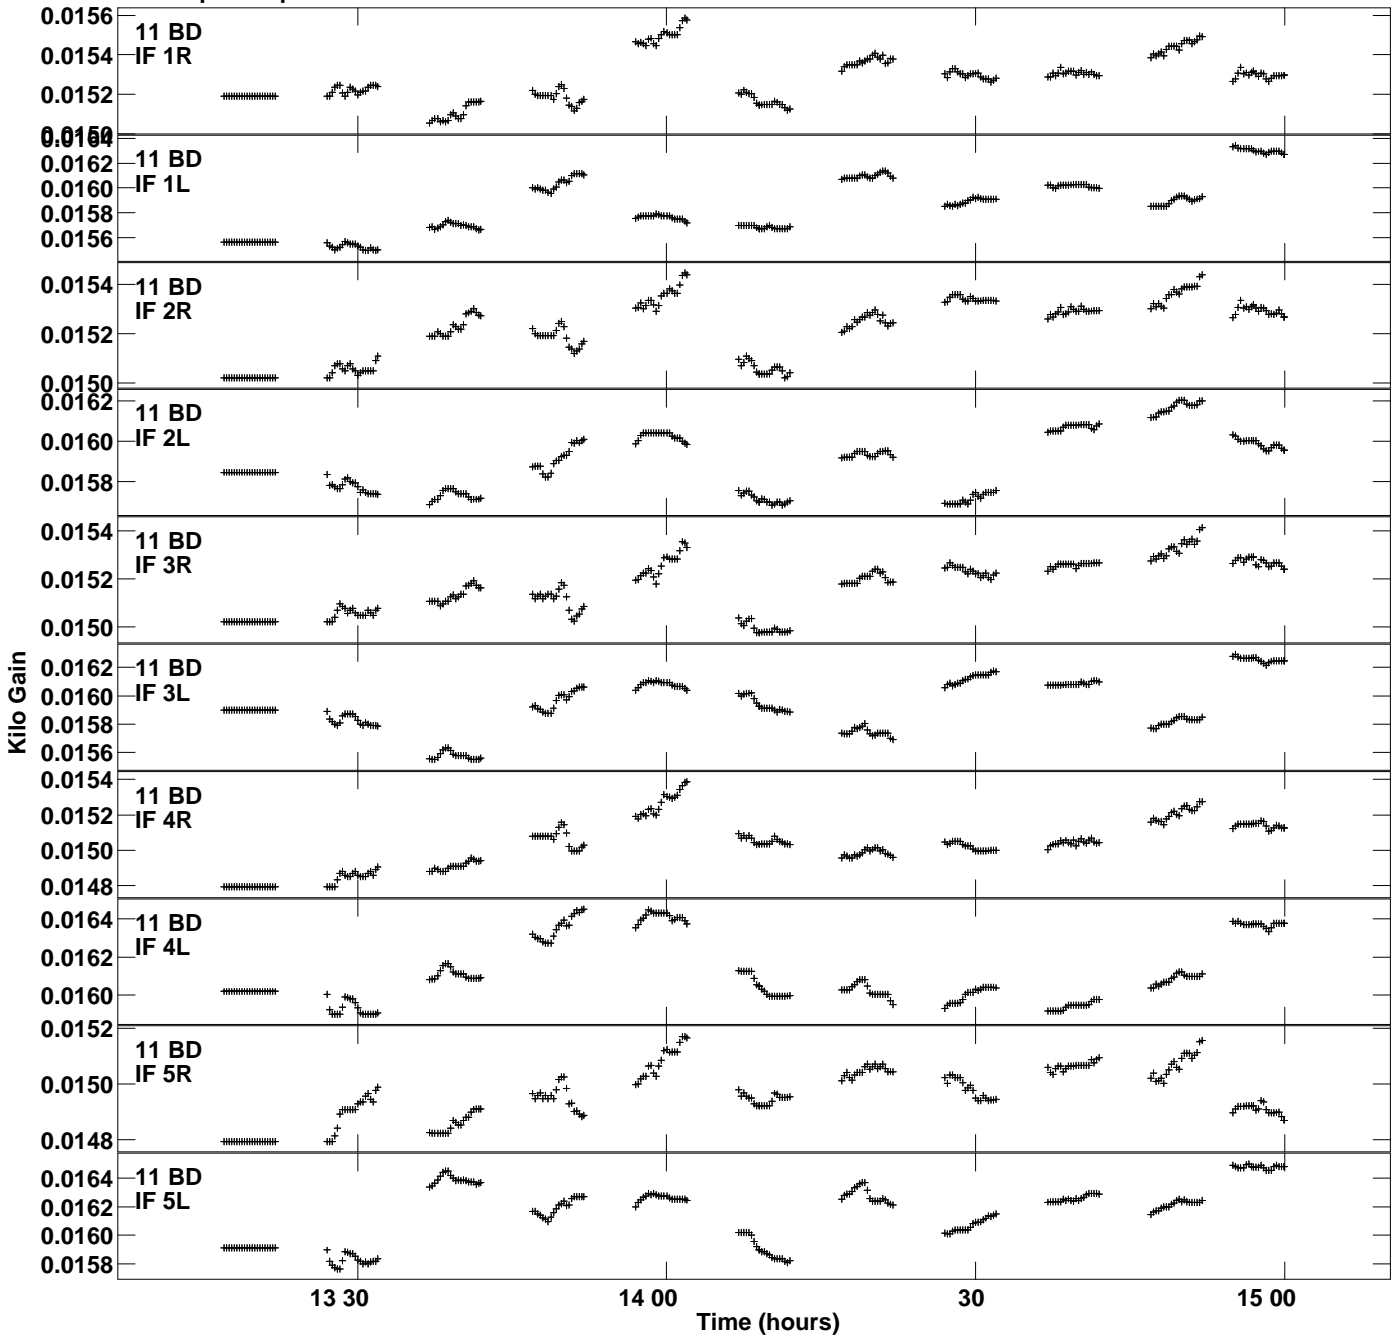 0.0156
0.0154
0.0152
0.0150
11 BD
IF 1R
0.0164
0.0162
0.0160
0.0158
0.0156
11 BD
IF 1L
0.0154
0.0152
0.0150
11 BD
IF 2R
0.0162
0.0160
0.0158
11 BD
IF 2L
0.0154
0.0152
0.0150
11 BD
IF 3R
0.0162
0.0160
0.0158
0.0156
11 BD
IF 3L
0.0154
0.0152
0.0150
0.0148
11 BD
IF 4R
0.0164
0.0162
0.0160
11 BD
IF 4L
0.0152
0.0150
0.0148
11 BD
IF 5R
0.0164
0.0162
0.0160
0.0158
11 BD
IF 5L
Kilo Gain
13 30
14 00
30
15 00
Time (hours)